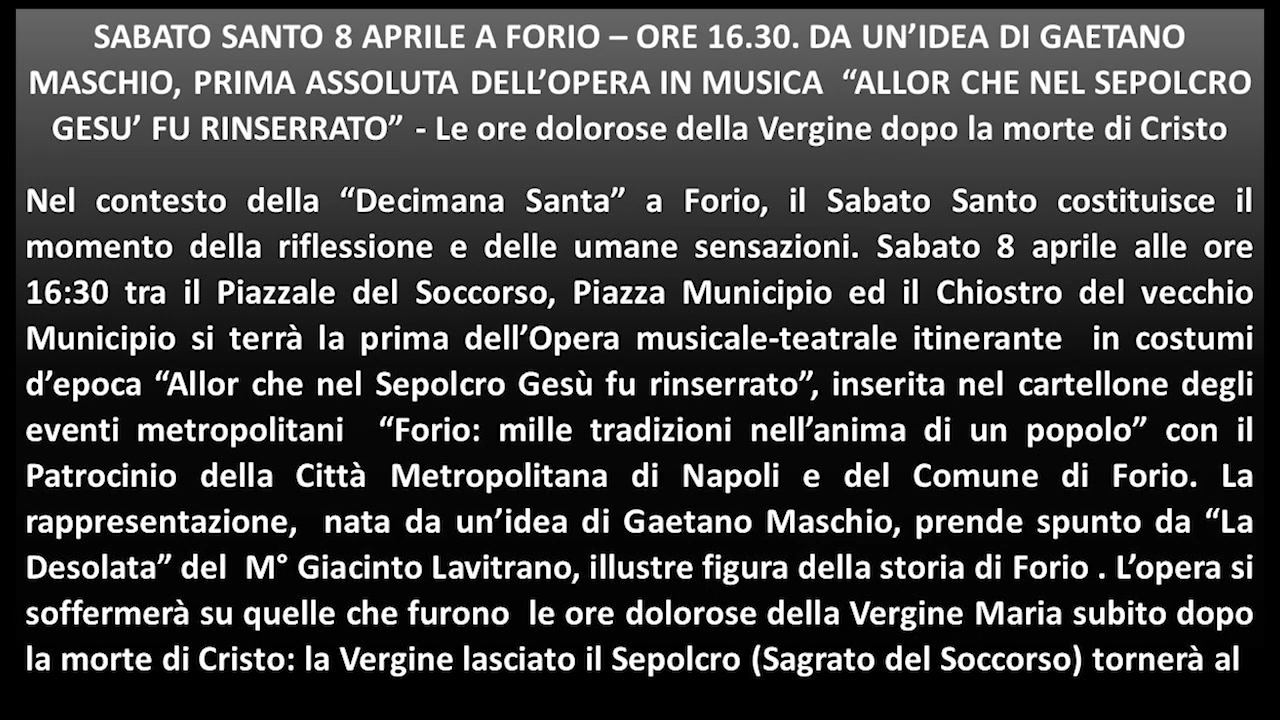 SABATO SANTO 8 APRILE A FORIO – ORE 16.30. DA UN’IDEA DI GAETANO
MASCHIO, PRIMA ASSOLUTA DELL’OPERA IN MUSICA “ALLOR CHE NEL SEPOLCRO
GESU’ FU RINSERRATO” - Le ore dolorose della Vergine dopo la morte di Cristo
Nel contesto della “Decimana Santa” a Forio, il Sabato Santo costituisce il
momento della riflessione e delle umane sensazioni. Sabato 8 aprile alle ore
16:30 tra il Piazzale del Soccorso, Piazza Municipio ed il Chiostro del vecchio
Municipio si terrà la prima dell’Opera musicale-teatrale itinerante in costumi
d’epoca “Allor che nel Sepolcro Gesù fu rinserrato”, inserita nel cartellone degli
eventi metropolitani “Forio: mille tradizioni nell’anima di un popolo” con il
Patrocinio della Città Metropolitana di Napoli e del Comune di Forio. La
rappresentazione, nata da un’idea di Gaetano Maschio, prende spunto da “La
Desolata” del M° Giacinto Lavitrano, illustre figura della storia di Forio . L’opera si
soffermerà su quelle che furono le ore dolorose della Vergine Maria subito dopo
la morte di Cristo: la Vergine lasciato il Sepolcro (Sagrato del Soccorso) tornerà al